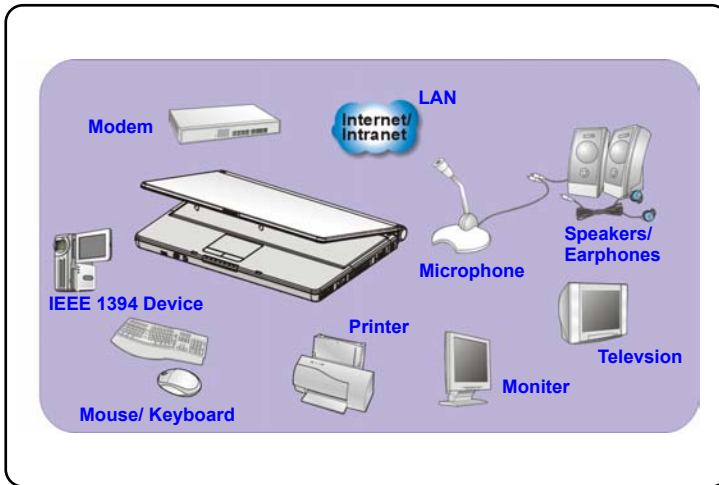 LAN
Modem
Internet/
Intranet
Speakers/
Earphones
Microphone
IEEE 1394 Device
Printer
Televsion
Moniter
Mouse/ Keyboard